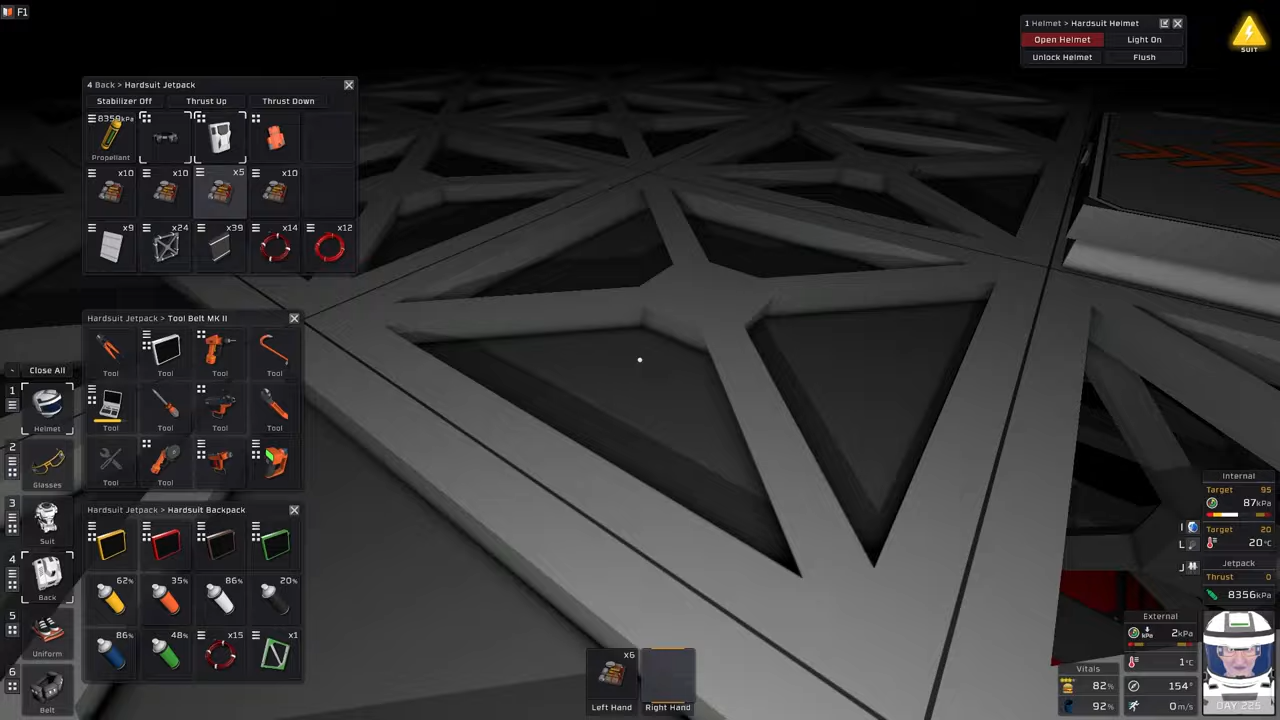 F1
1 Helmet > Hardsuit Helmet
Open Helmet Light On
Unlock Helmet Flush
SUIT
4 Back > Hardsuit Jetpack
Stabilizer Off Thrust Up Thrust Down
8359kPa
Propellant
x10 x10 x5 x10
x9 x24 x39 x14 x12
Hardsuit Jetpack > Tool Belt MK II
Tool Tool Tool Tool
Tool Tool Tool Tool
Tool Tool
Close All
1 Helmet
2 Glasses
3 Suit
4 Back
5 Uniform
6 Belt
Hardsuit Jetpack > Hardsuit Backpack
62% 35% 86% 20%
86% 48% x15 x1
x6
Left Hand Right Hand
Internal
Target 95
87kPa
Target 20
20°C
Jetpack
Thrust 0
8356kPa
External
kPa 2kPa
1°C
154°
0m/s
Vitals
82%
92%
DAY 225